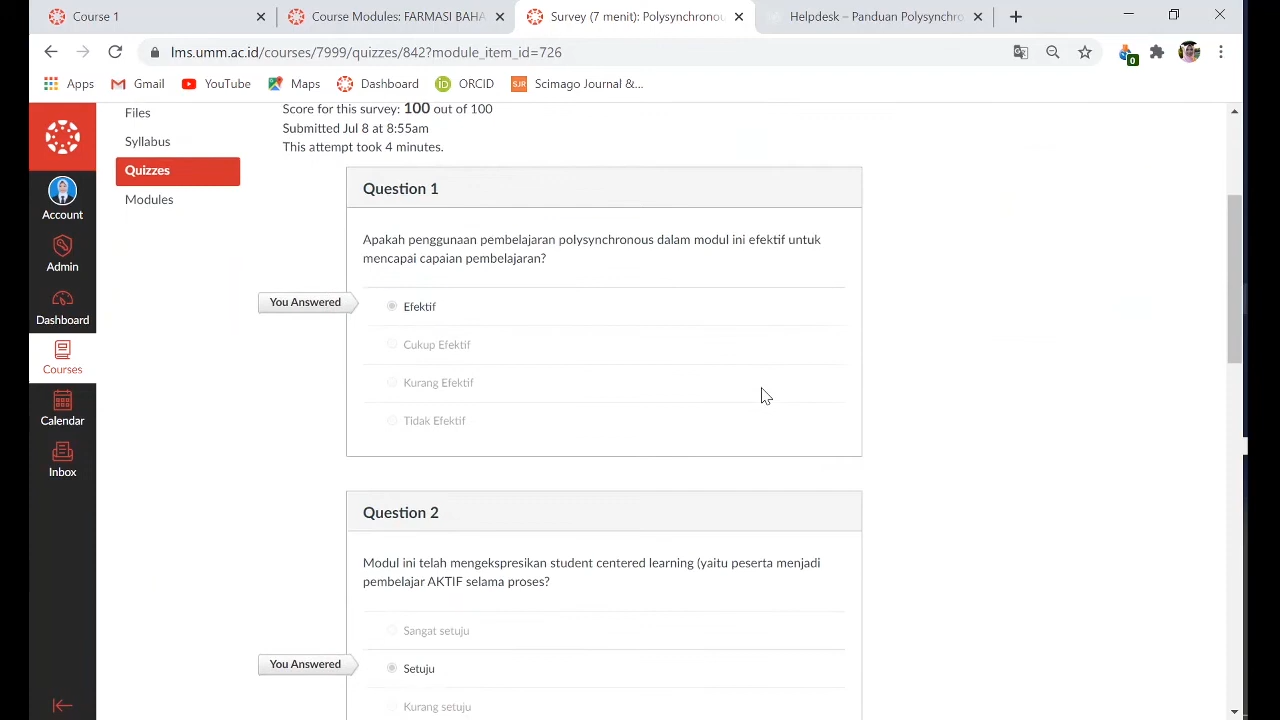 Course 1
Course Modules: FARMASI BAHA
Survey (7 menit): Polysynchronou
Helpdesk – Panduan Polysynchro
lms.umm.ac.id/courses/7999/quizzes/842?module_item_id=726
0
Apps
Gmail
YouTube
Maps
Dashboard
iD
ORCID
SJR
Scimago Journal &...
Files
Syllabus
Quizzes
Modules
Account
Admin
Dashboard
Courses
Calendar
Inbox
Score for this survey: 100 out of 100
Submitted Jul 8 at 8:55am
This attempt took 4 minutes.
Question 1
Apakah penggunaan pembelajaran polysynchronous dalam modul ini efektif untuk
mencapai capaian pembelajaran?
You Answered
Efektif
Cukup Efektif
Kurang Efektif
Tidak Efektif
Question 2
Modul ini telah mengekspresikan student centered learning (yaitu peserta menjadi
pembelajar AKTIF selama proses?
Sangat setuju
You Answered
Setuju
Kurang setuju